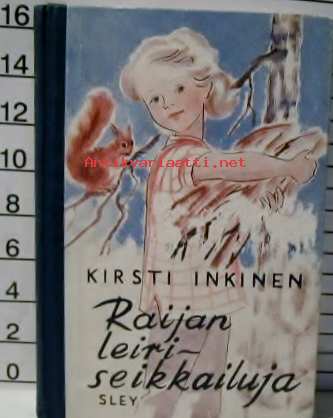 16
14
12
10
8
6
4
2
0
Antikvariaatti.net
KIRSTI INKINEN
Raijan
leiri-
seikkailuja
SLEY